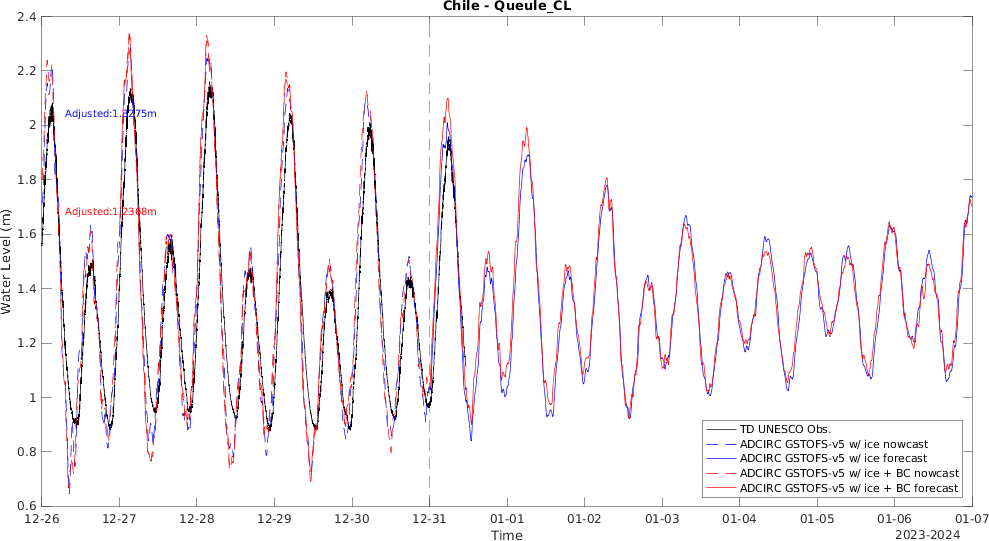 Chile - Queule_CL
2.4
2.2
2
1.8
1.6
1.4
1.2
1
0.8
0.6
Water Level (m)
Adjusted:1.3275m
Adjusted:1.2368m
TD UNESCO Obs.
ADCIRC GSTOFS-v5 w/ ice nowcast
ADCIRC GSTOFS-v5 w/ ice forecast
ADCIRC GSTOFS-v5 w/ ice + BC nowcast
ADCIRC GSTOFS-v5 w/ ice + BC forecast
12-26 12-27 12-28 12-29 12-30 12-31 01-01 01-02 01-03 01-04 01-05 01-06 01-07
Time
2023-2024